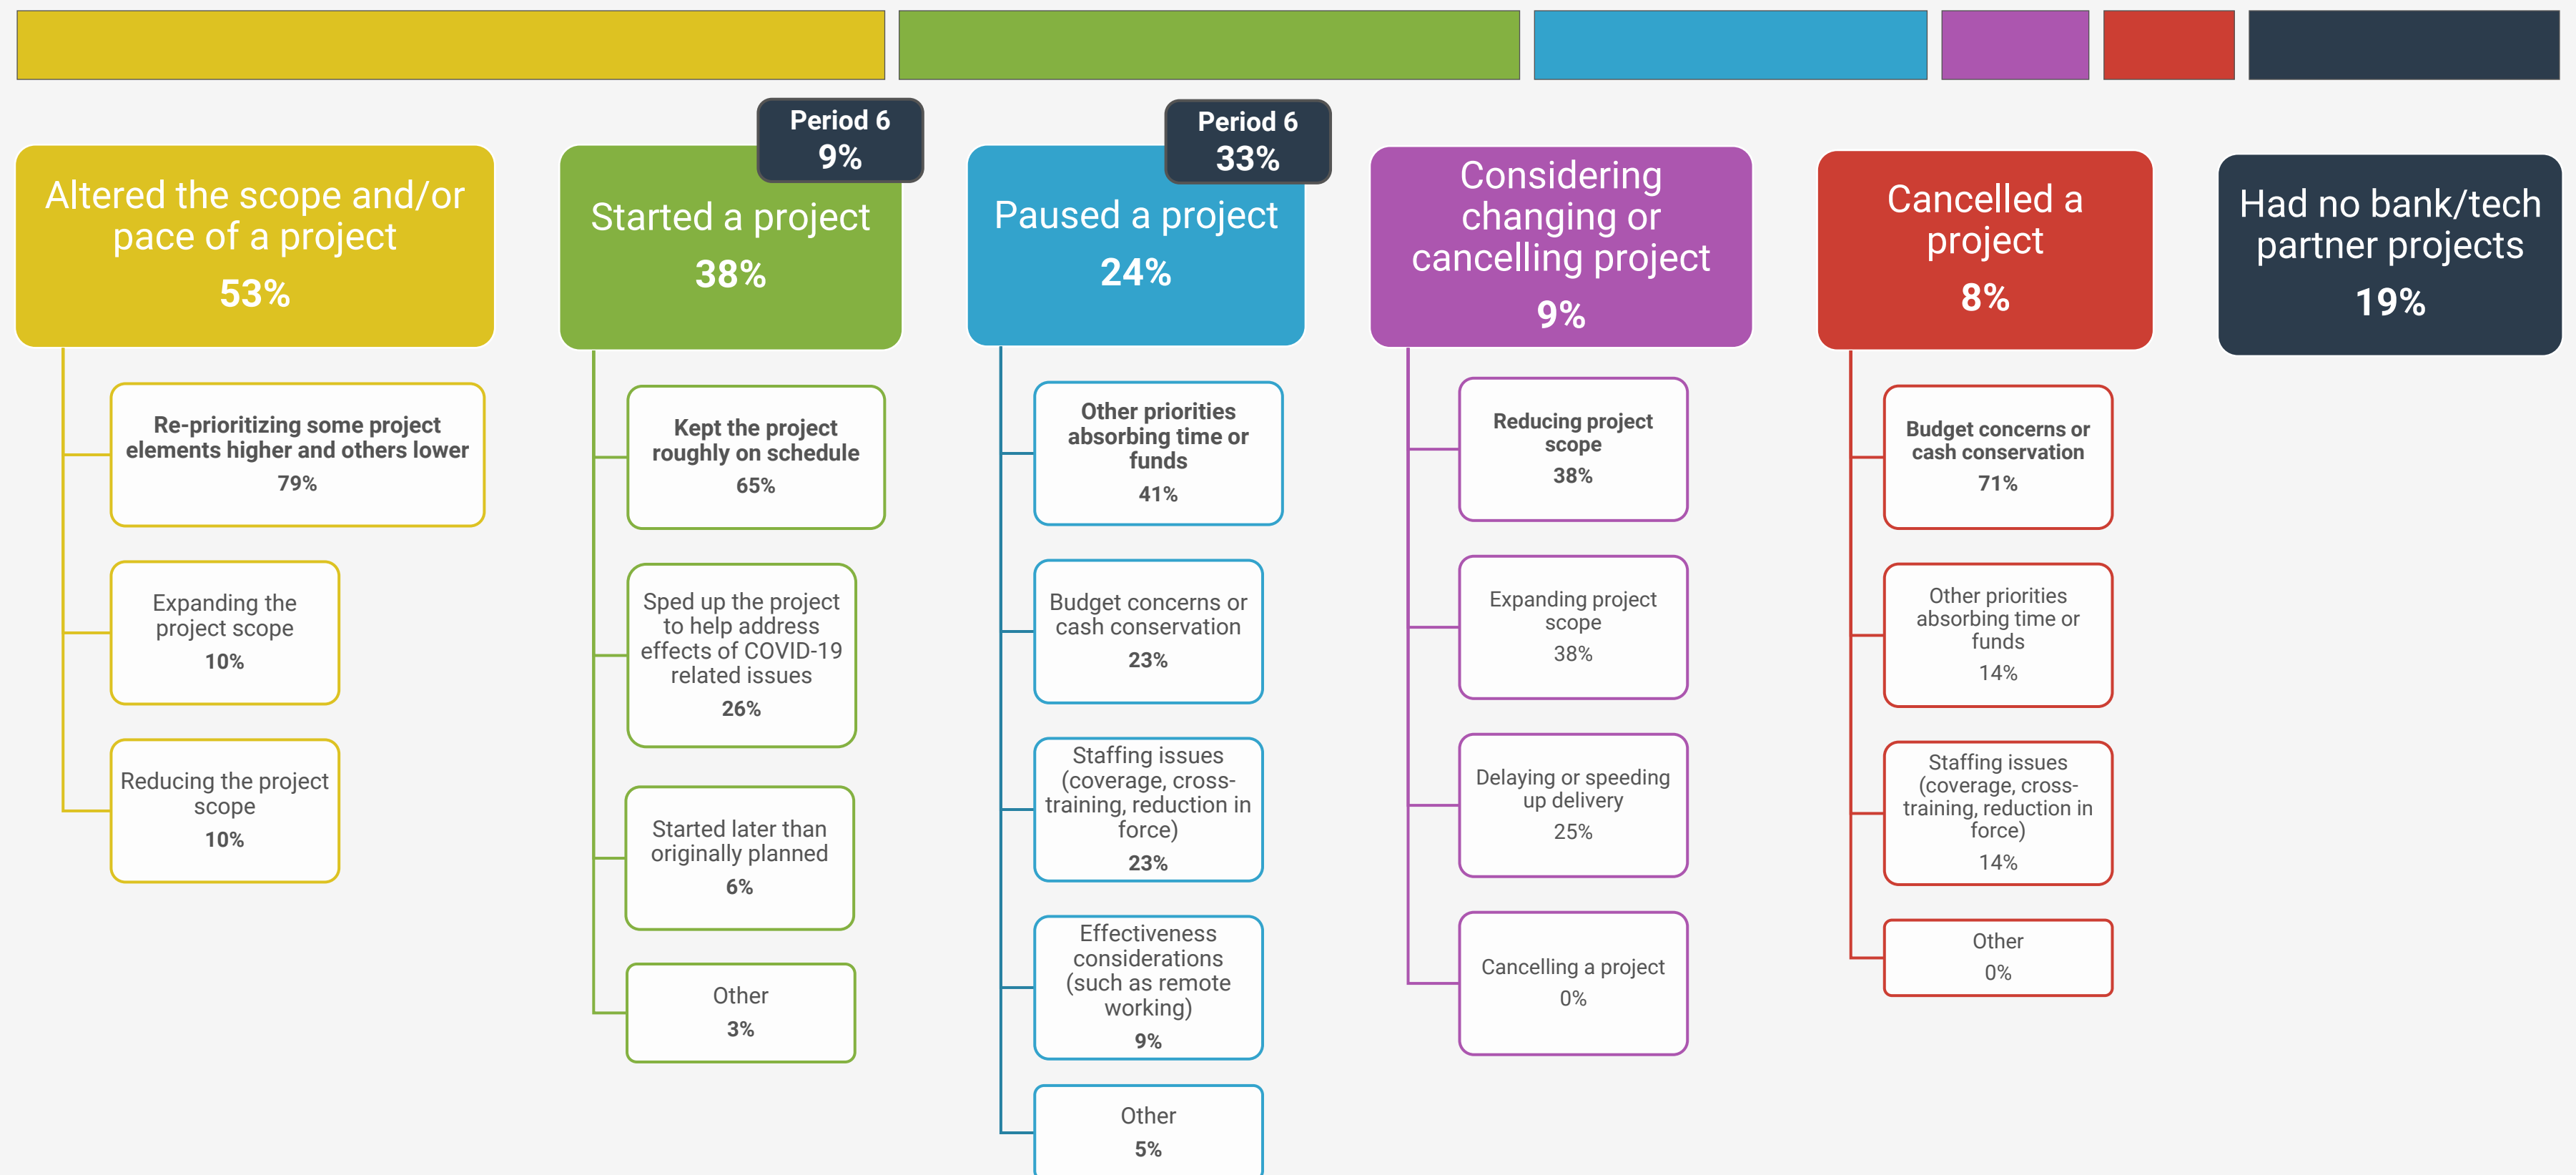 Period 6
9%
Period 6
33%
Altered the scope and/or
pace of a project
53%
Started a project
38%
Paused a project
24%
Considering
changing or
cancelling project
9%
Cancelled a
project
8%
Had no bank/tech
partner projects
19%
Re-prioritizing some project
elements higher and others lower
79%
Expanding the
project scope
10%
Reducing the project
scope
10%
Kept the project
roughly on schedule
65%
Sped up the project
to help address
effects of COVID-19
related issues
26%
Started later than
originally planned
6%
Other
3%
Other priorities
absorbing time or
funds
41%
Budget concerns or
cash conservation
23%
Staffing issues
(coverage, cross-
training, reduction in
force)
23%
Effectiveness
considerations
(such as remote
working)
9%
Other
5%
Reducing project
scope
38%
Expanding project
scope
38%
Delaying or speeding
up delivery
25%
Cancelling a project
0%
Budget concerns or
cash conservation
71%
Other priorities
absorbing time or
funds
14%
Staffing issues
(coverage, cross-
training, reduction in
force)
14%
Other
0%